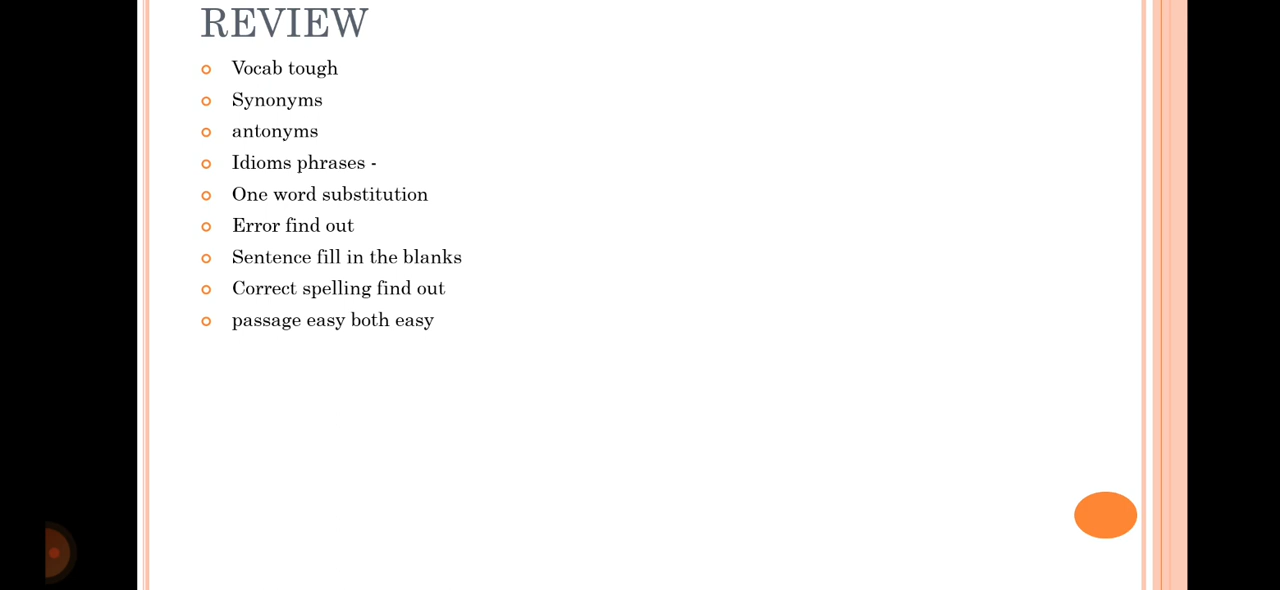 REVIEW
Vocab tough
Synonyms
antonyms
Idioms phrases -
One word substitution
Error find out
Sentence fill in the blanks
Correct spelling find out
passage easy both easy